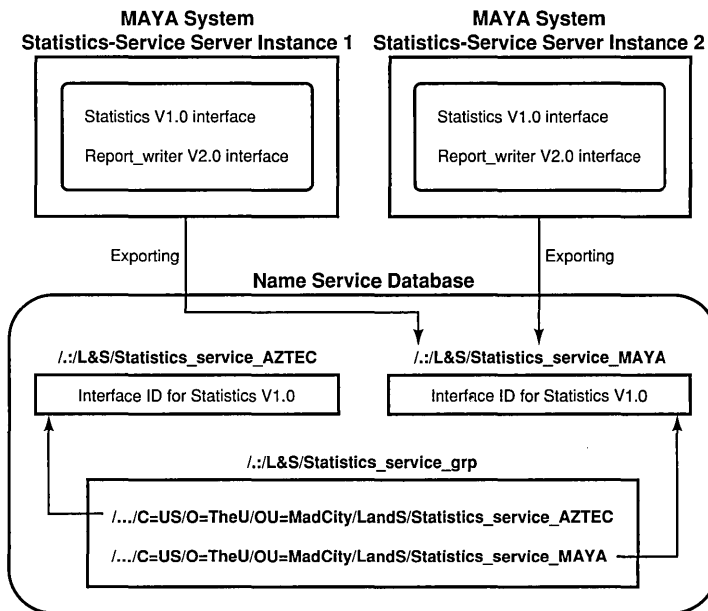 MAYA System
Statistics-Service Server Instance 1
MAYA System
Statistics-Service Server Instance 2
Statistics V1.0 interface
Report_writer V2.0 interface
Statistics V1.0 interface
Report_writer V2.0 interface
Exporting
Exporting
Name Service Database
/.:/L&S/Statistics_service_AZTEC
/.:/L&S/Statistics_service_MAYA
Interface ID for Statistics V1.0
Interface ID for Statistics V1.0
/.:/L&S/Statistics_service_grp
/.../C=US/O=TheU/OU=MadCity/LandS/Statistics_service_AZTEC
/.../C=US/O=TheU/OU=MadCity/LandS/Statistics_service_MAYA